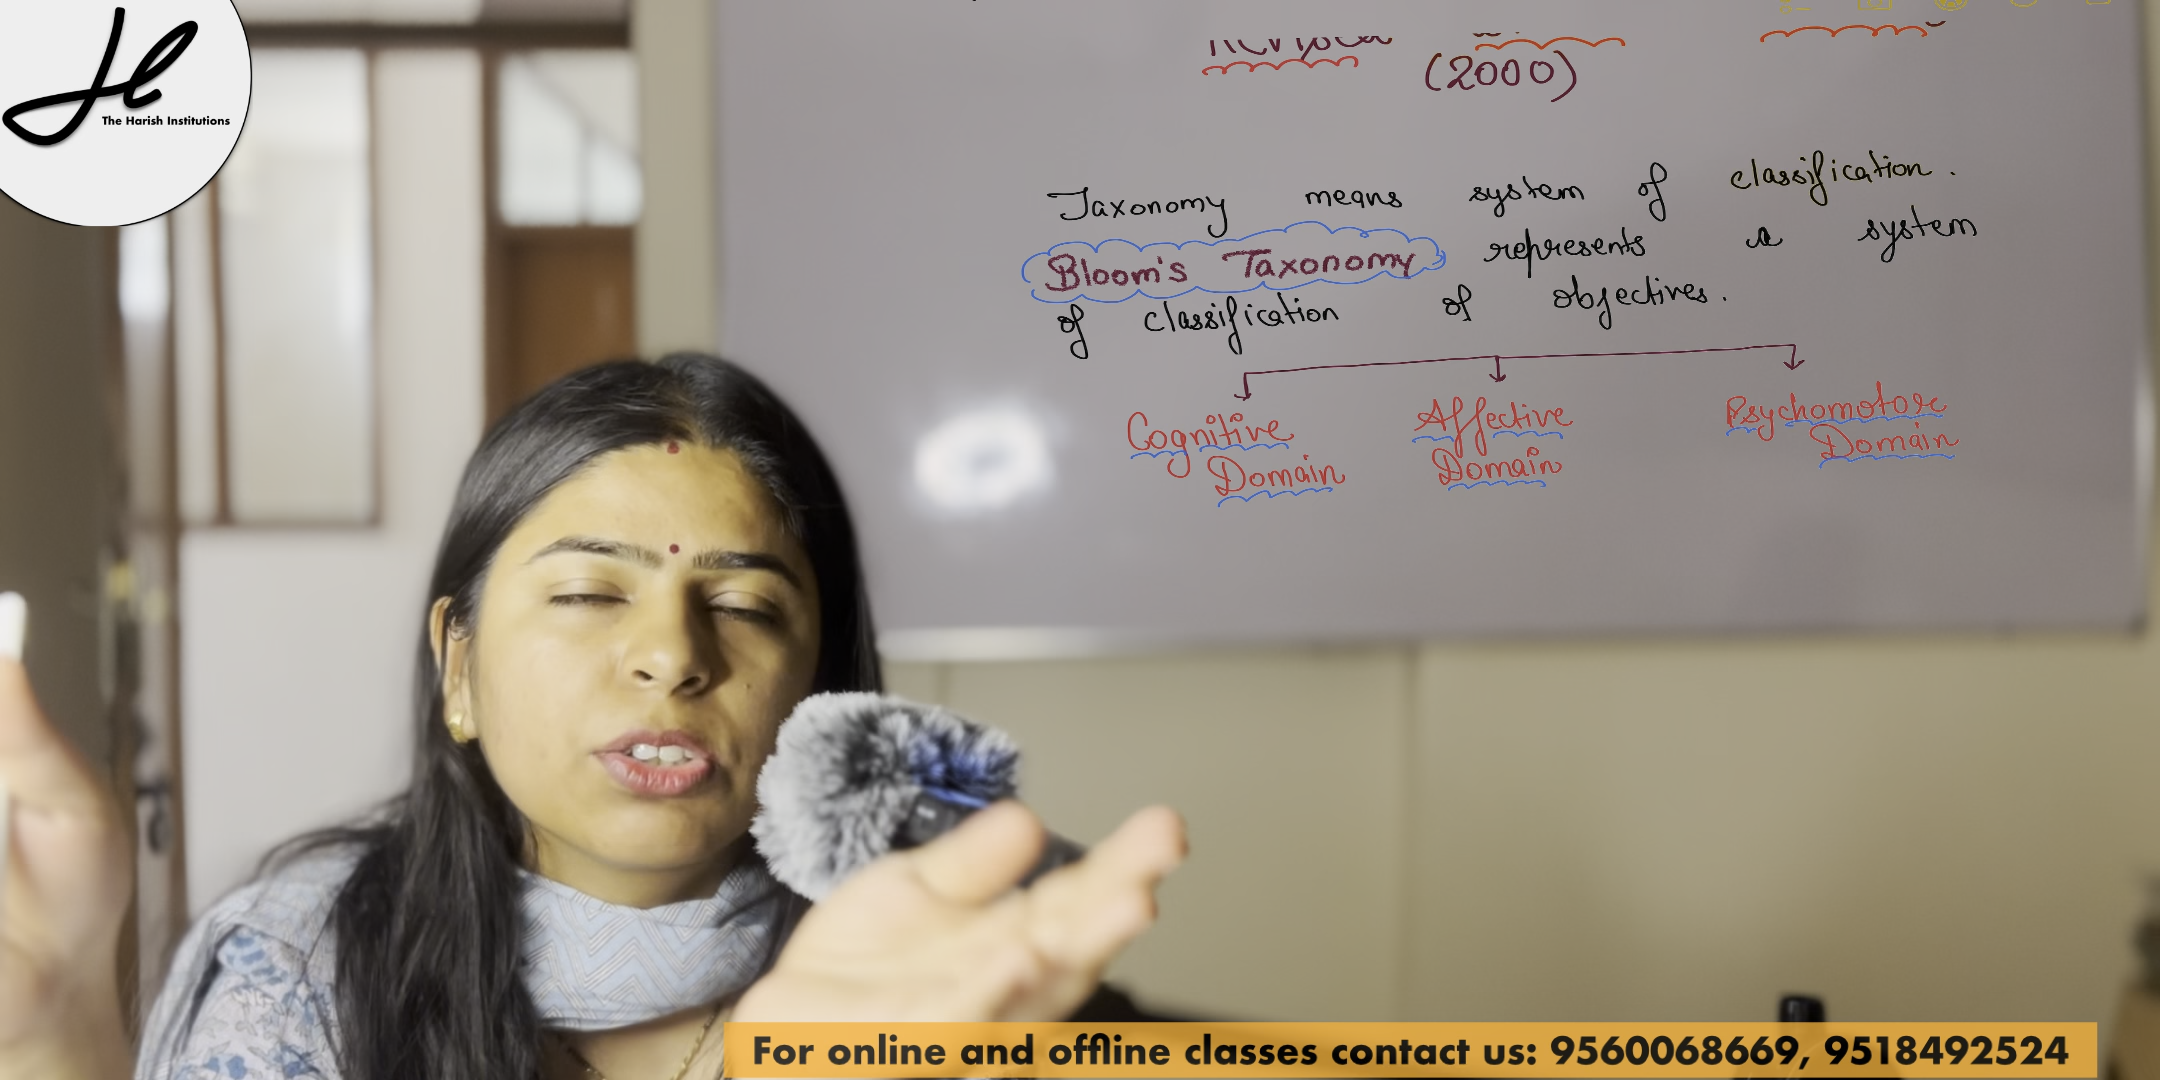 The Harish Institutions
(2000)
Taxonomy means system of classification.
Bloom's Taxonomy represents a system
of classification of objectives.
Cognitive Domain
Affective Domain
Psychomotor Domain
For online and offline classes contact us: 9560068669, 9518492524